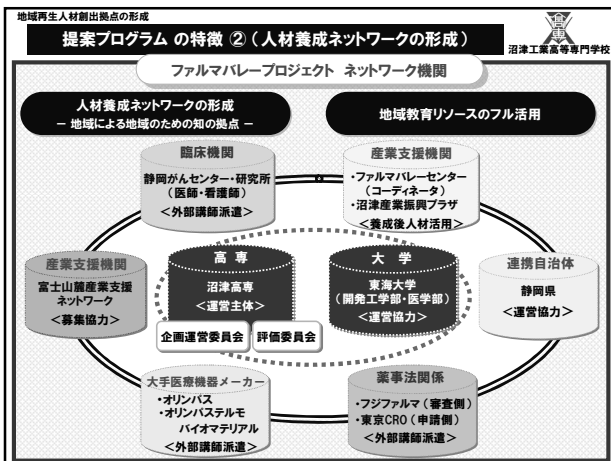 地域再生人材創出拠点の形成
提案プログラム の特徴 ② ( 人材養成ネットワークの形成 )
高専
沼津工業高等専門学校
ファルマバレープロジェクト ネットワーク機関
人材養成ネットワークの形成
－ 地域による地域のための知の拠点 －
地域教育リソースのフル活用
臨床機関
静岡がんセンター・研究所
(医師・看護師)
<外部講師派遣>
産業支援機関
・ファルマバレーセンター
(コーディネータ)
・沼津産業振興プラザ
<養成後人材活用>
産業支援機関
富士山麓産業支援
ネットワーク
<募集協力>
高 専
沼津高専
<運営主体>
企画運営委員会
評価委員会
大 学
東海大学
(開発工学部・医学部)
<運営協力>
連携自治体
静岡県
<運営協力>
大手医療機器メーカー
・オリンパス
・オリンパステルモ
バイオマテリアル
<外部講師派遣>
薬事法関係
・フジファルマ (審査側)
・東京CRO (申請側)
<外部講師派遣>